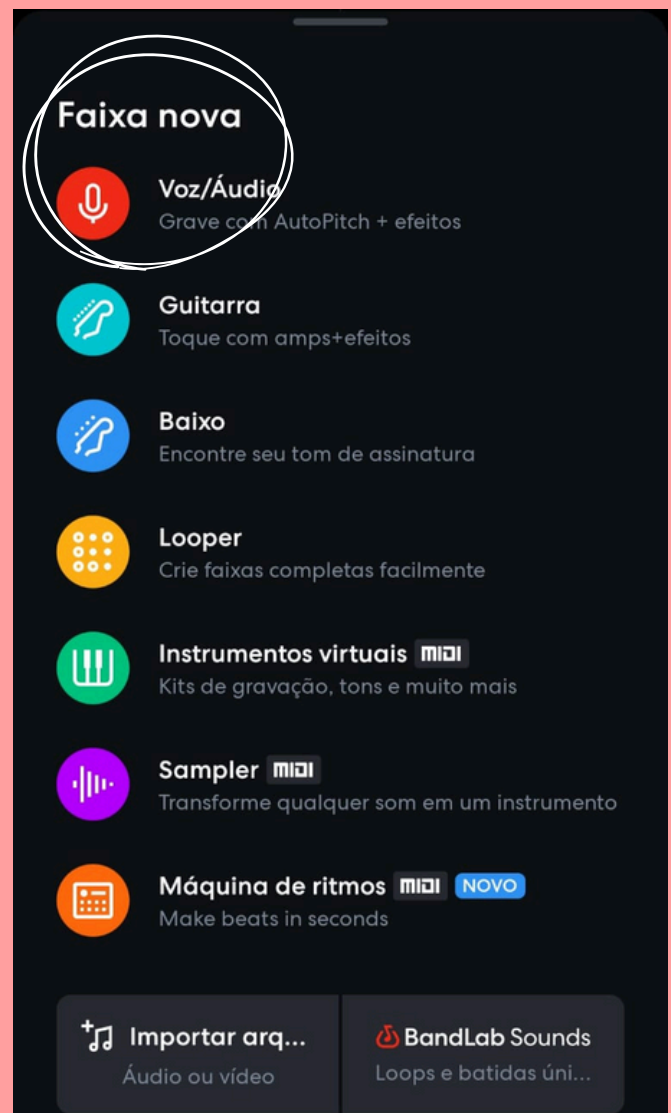 Faixa nova
Voz/Áudio
Grave com AutoPitch + efeitos
Guitarra
Toque com amps+efeitos
Baixo
Encontre seu tom de assinatura
Looper
Crie faixas completas facilmente
Instrumentos virtuais MIDI
Kits de gravação, tons e muito mais
Sampler MIDI
Transforme qualquer som em um instrumento
Máquina de ritmos MIDI NOVO
Make beats in seconds
Importar arq...
Áudio ou vídeo
BandLab Sounds
Loops e batidas úni...